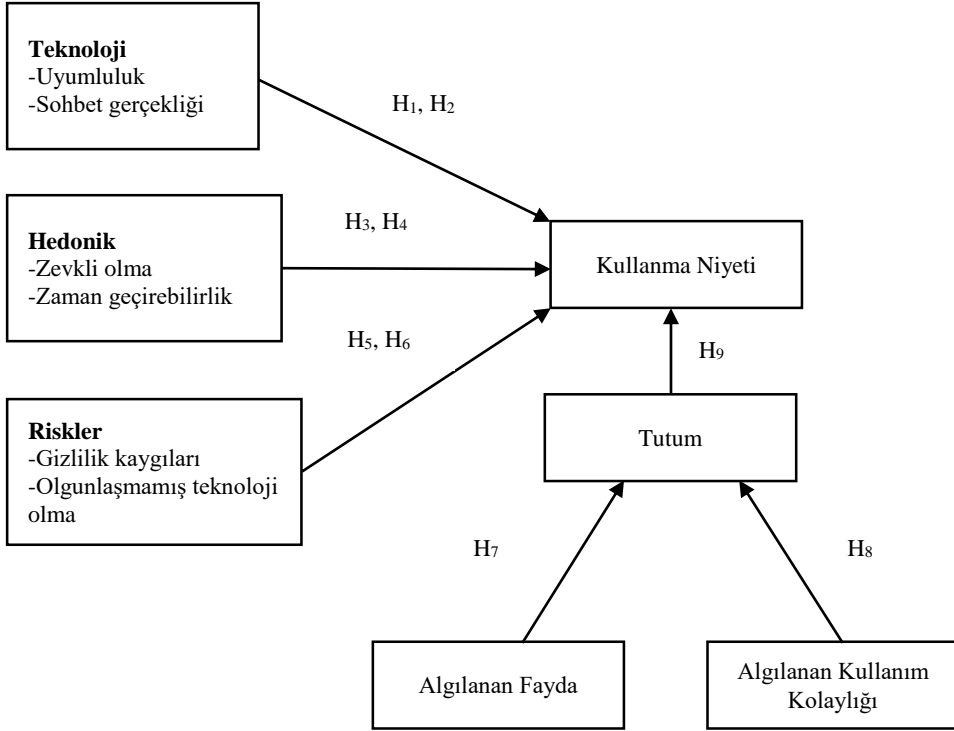 Teknoloji
-Uyumluluk
-Sohbet gerçekliği
H₁, H₂
Hedonik
-Zevkli olma
-Zaman geçirebilirlik
H₃, H₄
Kullanma Niyeti
H₅, H₆
Riskler
-Gizlilik kaygıları
-Olgunlaşmamış teknoloji
olma
H₉
Tutum
H₇
H₈
Algılanan Fayda
Algılanan Kullanım
Kolaylığı